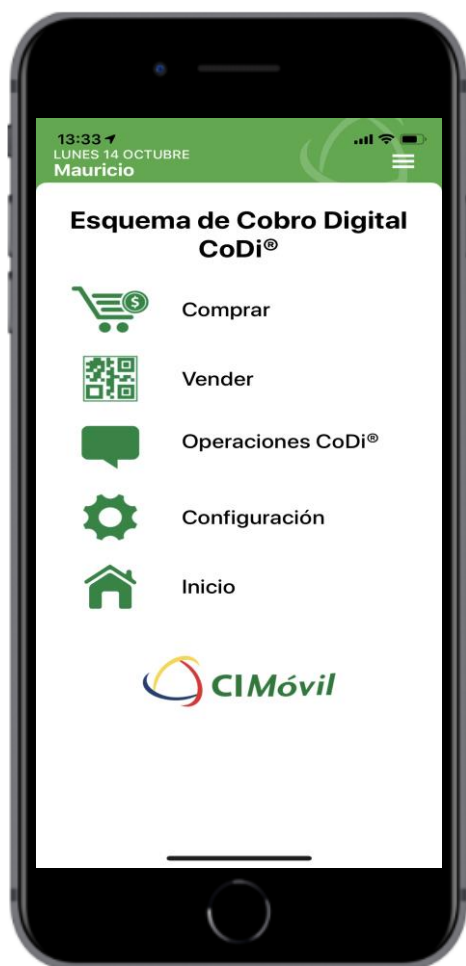 13:33
LUNES 14 OCTUBRE
Mauricio
Esquema de Cobro Digital
CoDi®
Comprar
Vender
Operaciones CoDi®
Configuración
Inicio
CIMóvil